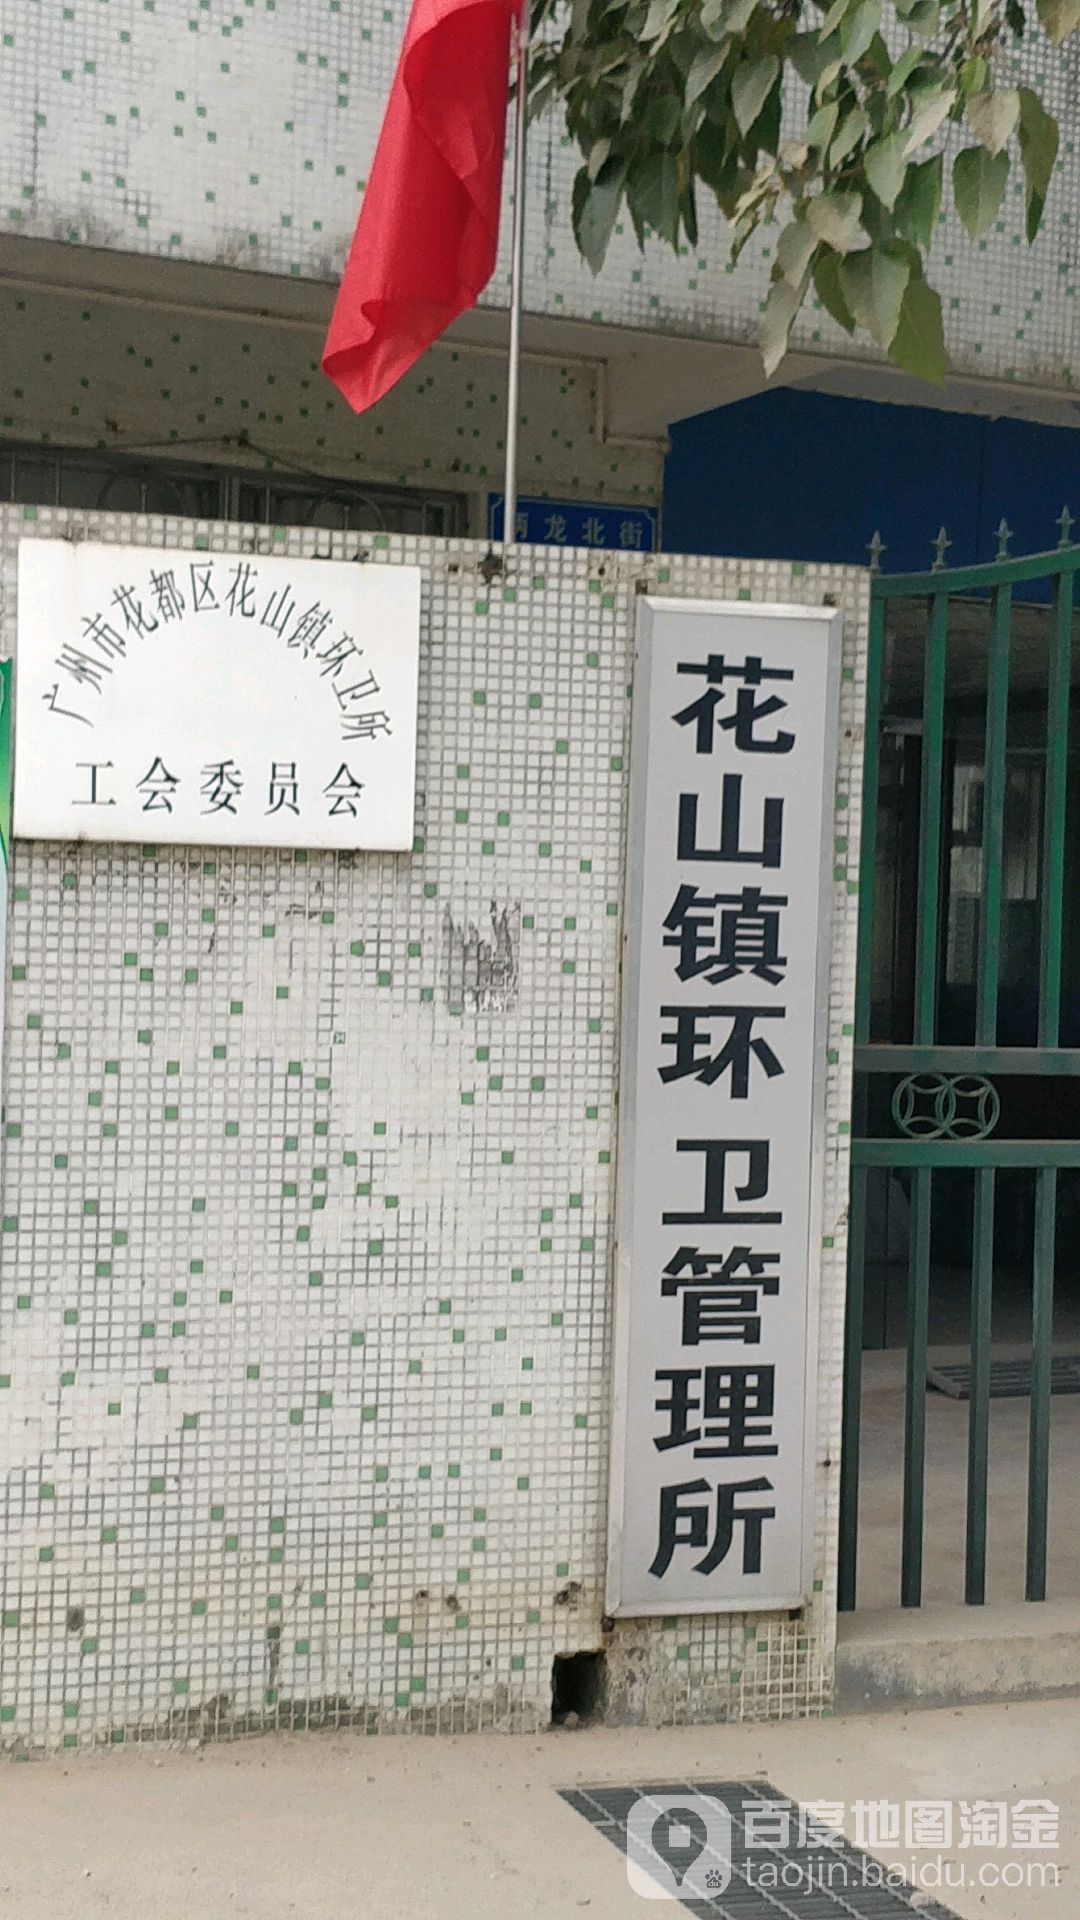 龙北街
广州市花都区花山镇环卫所
工会委员会
花山镇环卫管理所
百度地图淘金
taojin.baidu.com